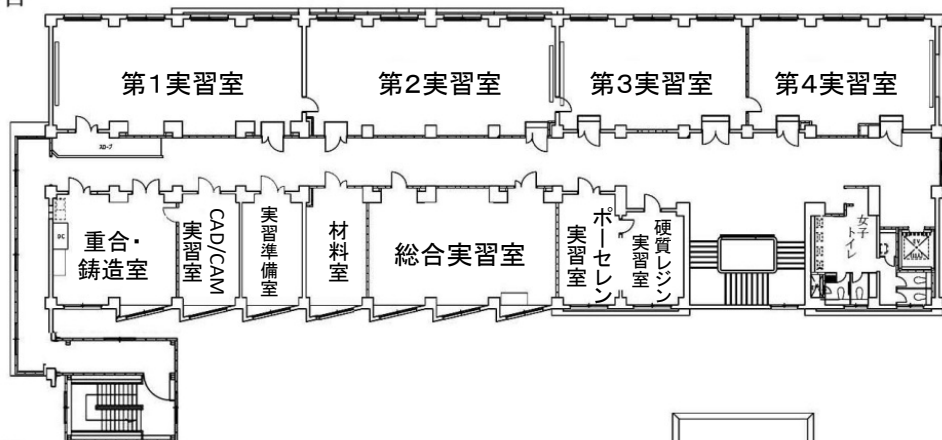 第1実習室
第2実習室
第3実習室
第4実習室
重合・
鋳造室
CAD/CAM
実習室
実習準備室
材料室
総合実習室
ポーセレン
実習室
硬質レジン
実習室
女子
トイレ